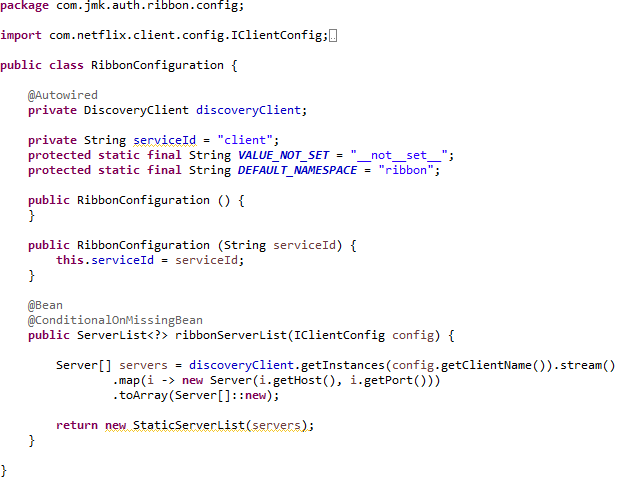 package com.jmk.auth.ribbon.config;

import com.netflix.client.config.IClientConfig;

public class RibbonConfiguration {

    @Autowired
    private DiscoveryClient discoveryClient;

    private String serviceId = "client";
    protected static final String VALUE_NOT_SET = "__not__set__";
    protected static final String DEFAULT_NAMESPACE = "ribbon";

    public RibbonConfiguration () {
    }

    public RibbonConfiguration (String serviceId) {
        this.serviceId = serviceId;
    }

    @Bean
    @ConditionalOnMissingBean
    public ServerList<?> ribbonServerList(IClientConfig config) {

        Server[] servers = discoveryClient.getInstances(config.getClientName()).stream()
                .map(i -> new Server(i.getHost(), i.getPort()))
                .toArray(Server[]::new);

        return new StaticServerList(servers);
    }

}